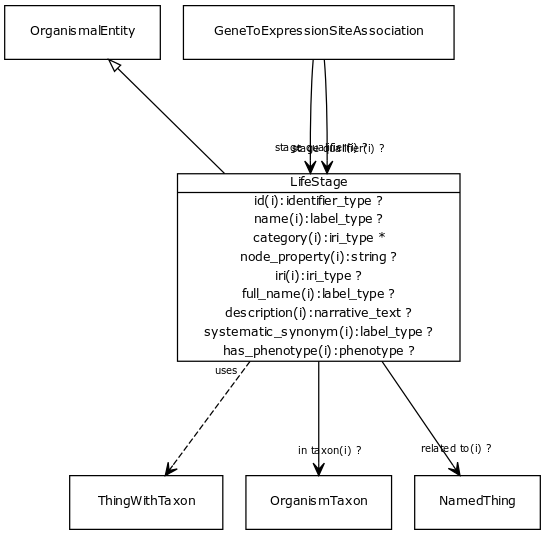 OrganismalEntity
GeneToExpressionSiteAssociation
stage qualifier(i) ?
stage qualifier(i) ?
LifeStage
id(i):identifier_type ?
name(i):label_type ?
category(i):iri_type *
node_property(i):string ?
iri(i):iri_type ?
full_name(i):label_type ?
description(i):narrative_text ?
systematic_synonym(i):label_type ?
has_phenotype(i):phenotype ?
uses
in taxon(i) ?
related to(i) ?
ThingWithTaxon
OrganismTaxon
NamedThing